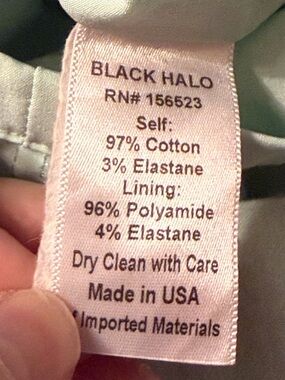 BLACK HALO
RN# 156523
Self:
97% Cotton
3% Elastane
Lining:
96% Polyamide
4% Elastane
Dry Clean with Care
Made in USA
Imported Materials